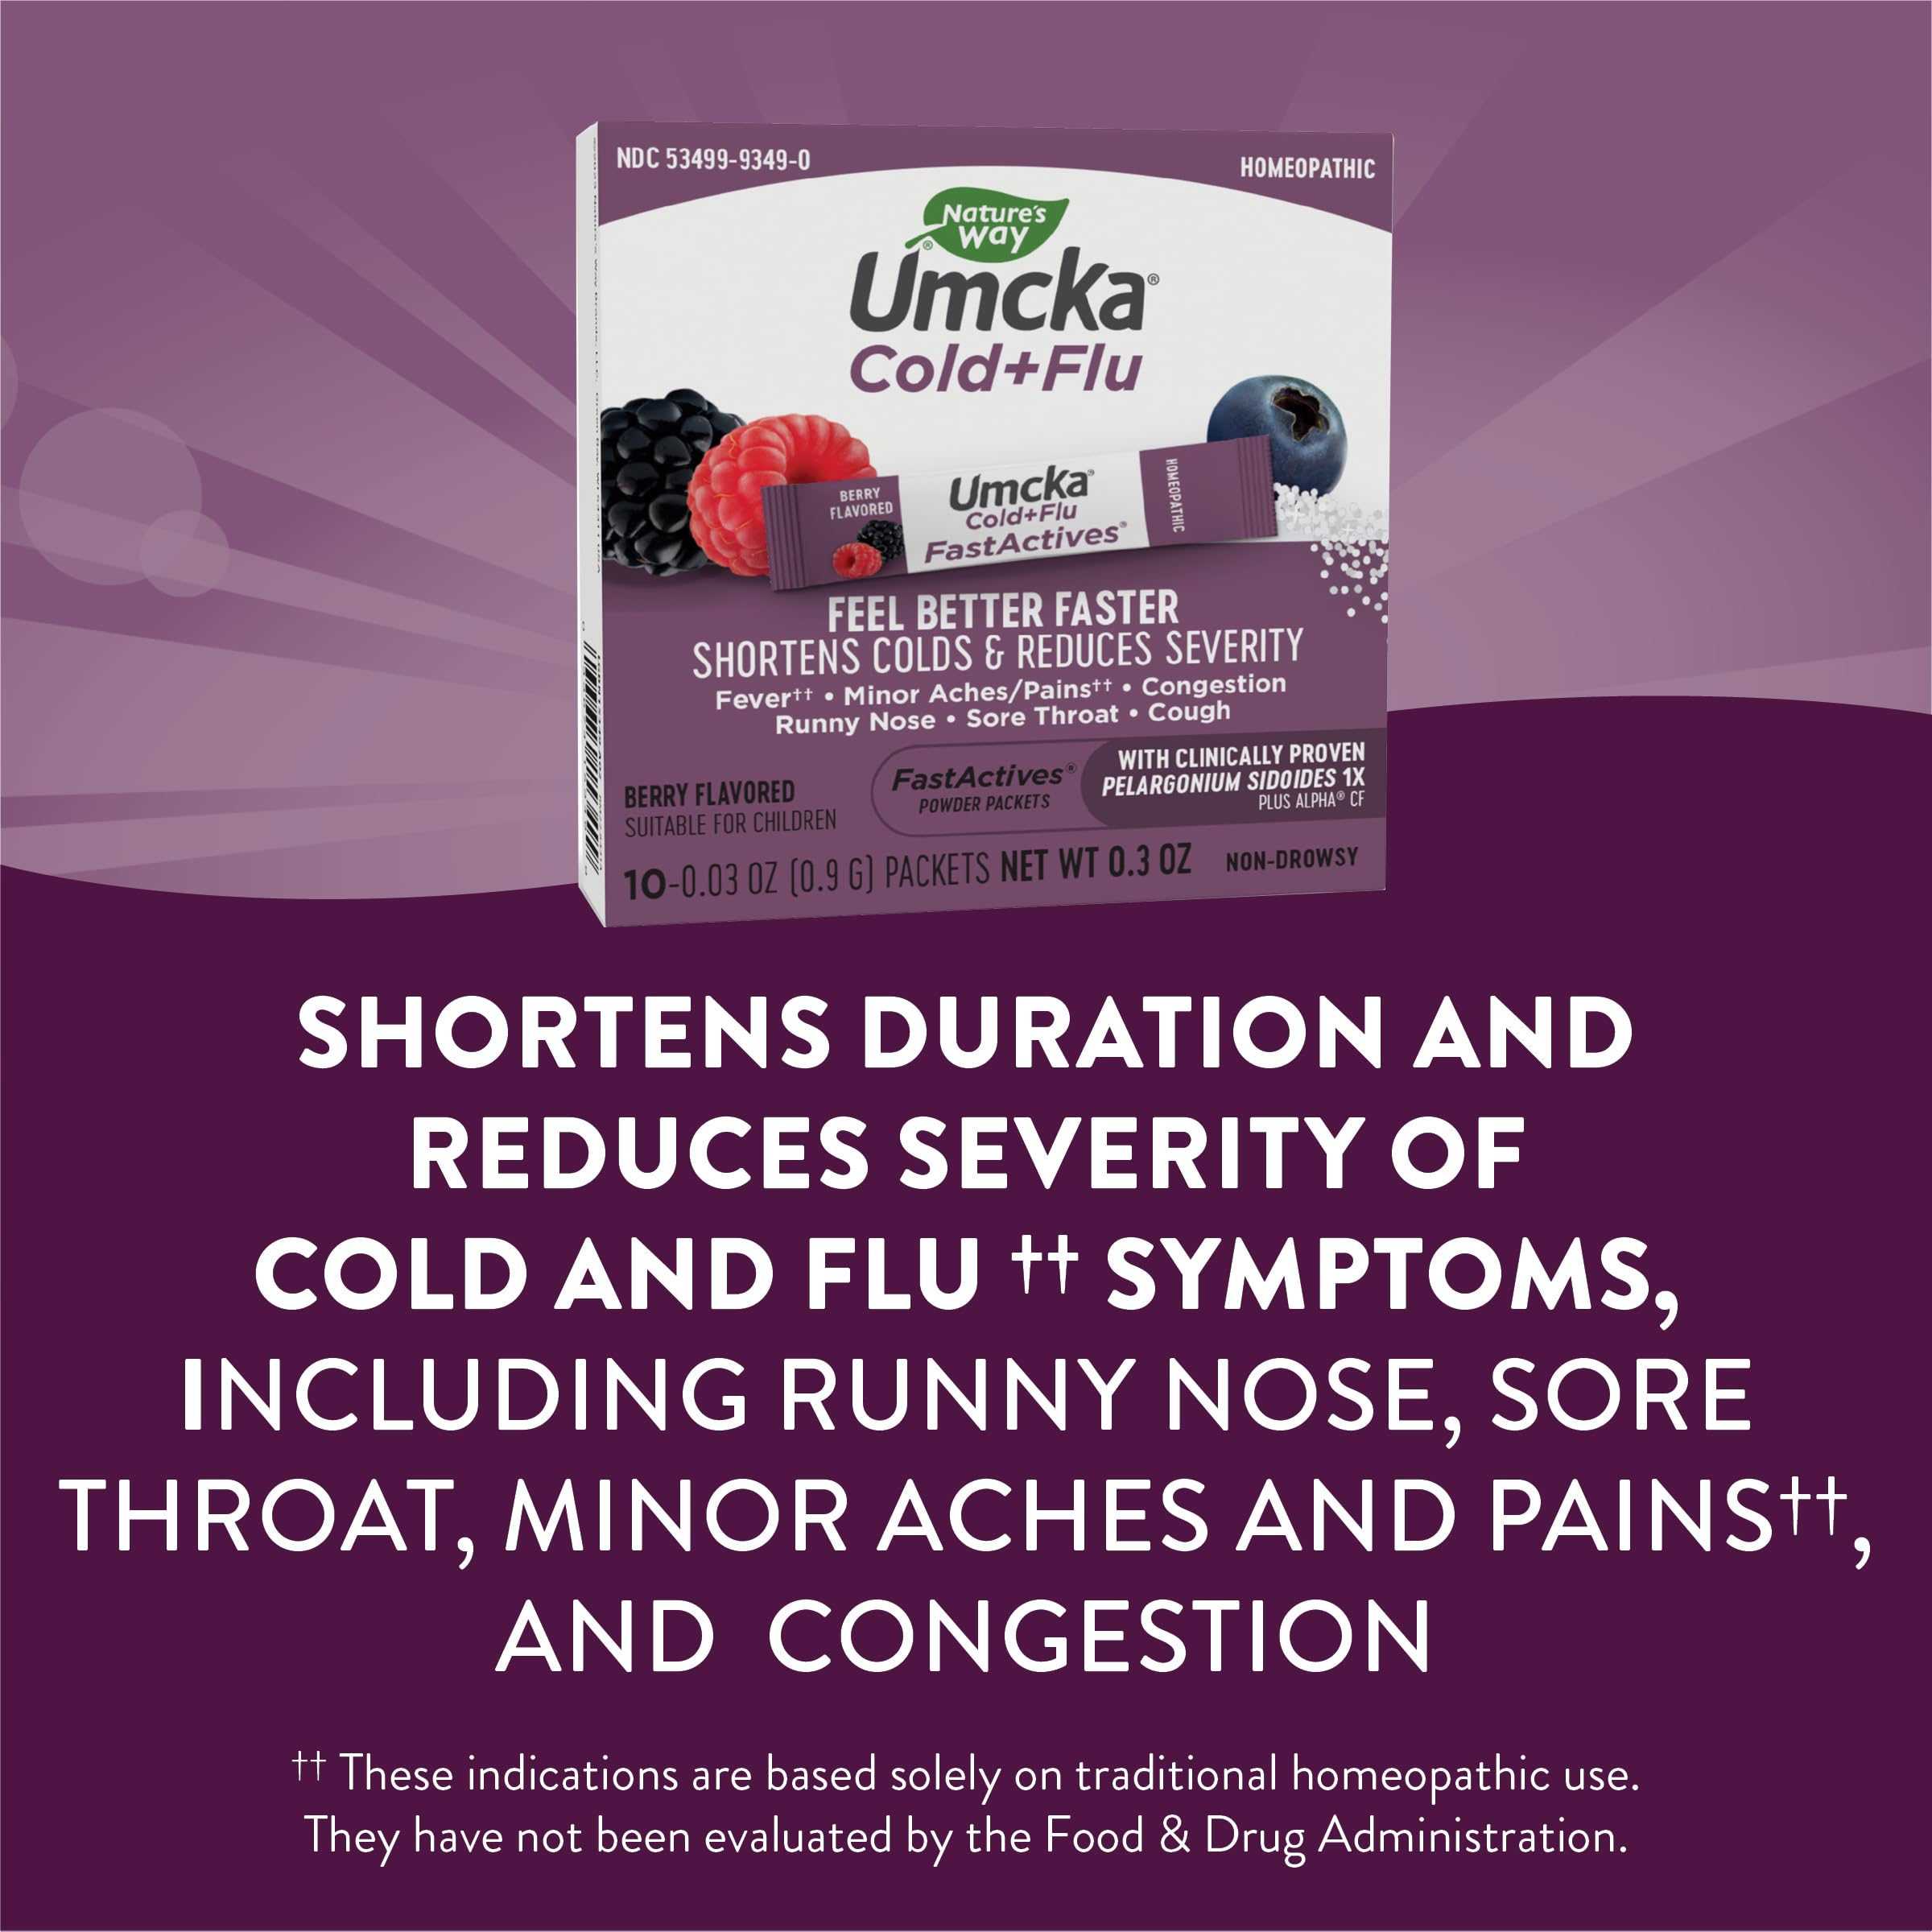 NDC 53499-9349-0
HOMEOPATHIC
Nature's
Way®
Umcka®
Cold+Flu
BERRY
FLAVORED
Umcka®
Cold+Flu
FastActives®
HOMEOPATHIC
FEEL BETTER FASTER
SHORTENS COLDS & REDUCES SEVERITY
Fever†† • Minor Aches/Pains†† • Congestion
Runny Nose • Sore Throat • Cough
BERRY FLAVORED
SUITABLE FOR CHILDREN
FastActives®
POWDER PACKETS
WITH CLINICALLY PROVEN
PELARGONIUM SIDOIDES 1X
PLUS ALPHA® CF
10-0.03 OZ (0.9 G) PACKETS NET WT 0.3 OZ
NON-DROWSY
SHORTENS DURATION AND
REDUCES SEVERITY OF
COLD AND FLU †† SYMPTOMS,
INCLUDING RUNNY NOSE, SORE
THROAT, MINOR ACHES AND PAINS††,
AND CONGESTION
†† These indications are based solely on traditional homeopathic use.
They have not been evaluated by the Food & Drug Administration.